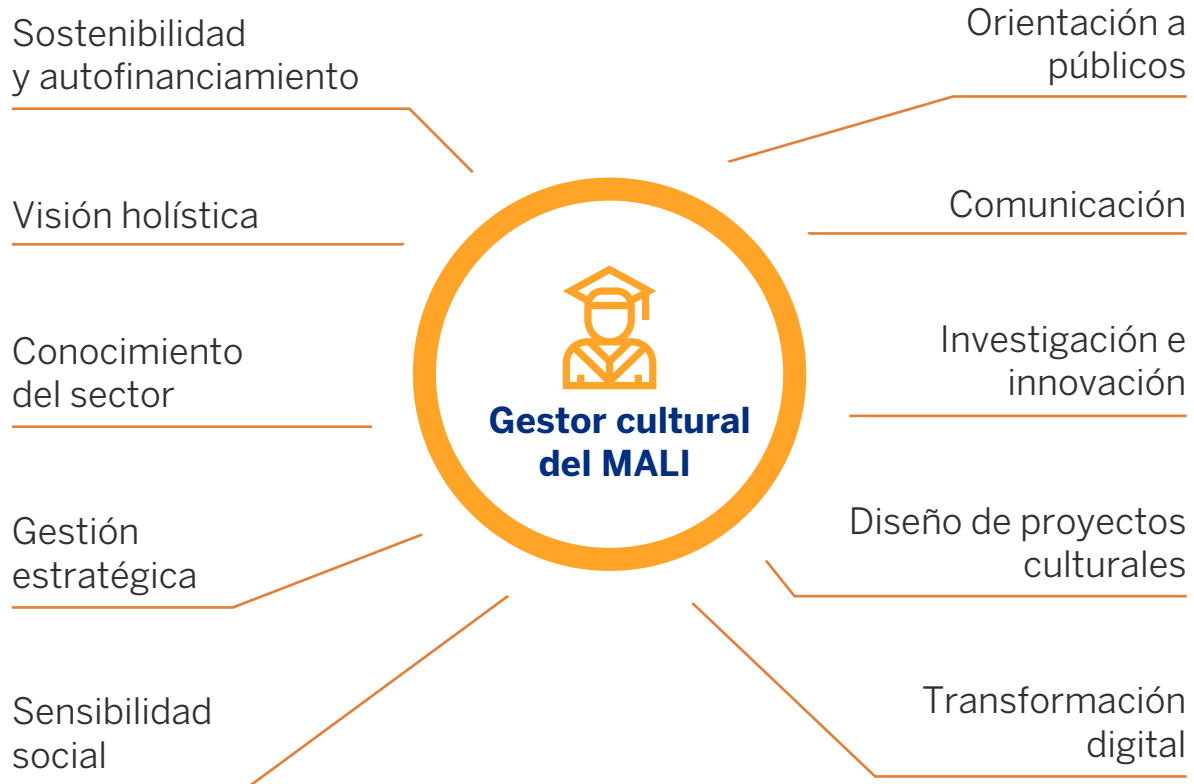 Sostenibilidad
y autofinanciamiento
Visión holística
Conocimiento
del sector
Gestión
estratégica
Sensibilidad
social
Gestor cultural
del MALI
Orientación a
públicos
Comunicación
Investigación e
innovación
Diseño de proyectos
culturales
Transformación
digital